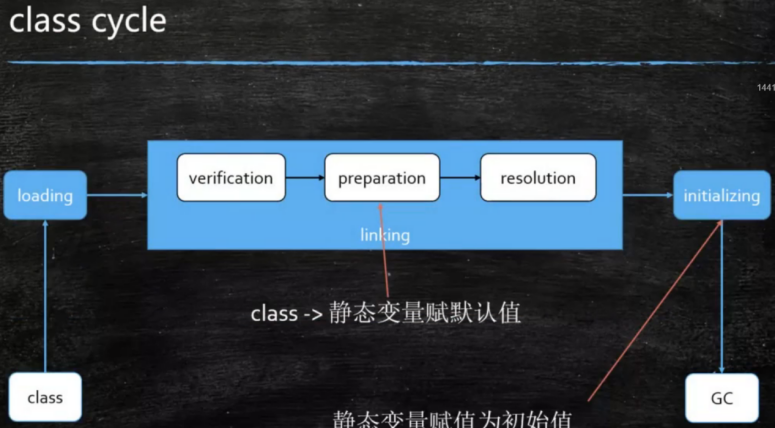 class cycle
1441
verification
preparation
resolution
loading
initializing
linking
class -> 静态变量赋默认值
class
GC
静态变量赋值为初始值